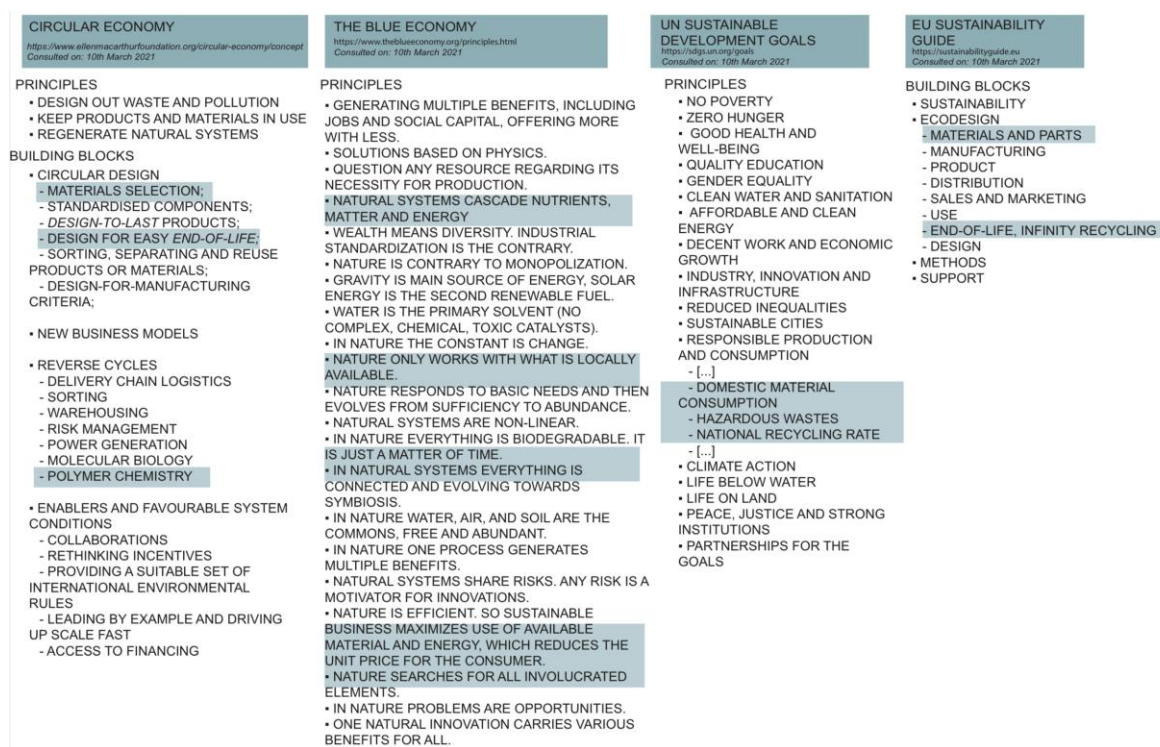 CIRCULAR ECONOMY
https://www.ellenmacarthurfoundation.org/circular-economy/concept
Consulted on: 10th March 2021
PRINCIPLES
▪ DESIGN OUT WASTE AND POLLUTION
▪ KEEP PRODUCTS AND MATERIALS IN USE
▪ REGENERATE NATURAL SYSTEMS
BUILDING BLOCKS
▪ CIRCULAR DESIGN
- MATERIALS SELECTION;
- STANDARDISED COMPONENTS;
- DESIGN-TO-LAST PRODUCTS;
- DESIGN FOR EASY END-OF-LIFE;
- SORTING, SEPARATING AND REUSE
PRODUCTS OR MATERIALS;
- DESIGN-FOR-MANUFACTURING
CRITERIA;
▪ NEW BUSINESS MODELS
▪ REVERSE CYCLES
- DELIVERY CHAIN LOGISTICS
- SORTING
- WAREHOUSING
- RISK MANAGEMENT
- POWER GENERATION
- MOLECULAR BIOLOGY
- POLYMER CHEMISTRY
▪ ENABLERS AND FAVOURABLE SYSTEM
CONDITIONS
- COLLABORATIONS
- RETHINKING INCENTIVES
- PROVIDING A SUITABLE SET OF
INTERNATIONAL ENVIRONMENTAL
RULES
- LEADING BY EXAMPLE AND DRIVING
UP SCALE FAST
- ACCESS TO FINANCING
THE BLUE ECONOMY
https://www.theblueeconomy.org/principles.html
Consulted on: 10th March 2021
PRINCIPLES
▪ GENERATING MULTIPLE BENEFITS, INCLUDING
JOBS AND SOCIAL CAPITAL, OFFERING MORE
WITH LESS.
▪ SOLUTIONS BASED ON PHYSICS.
▪ QUESTION ANY RESOURCE REGARDING ITS
NECESSITY FOR PRODUCTION.
▪ NATURAL SYSTEMS CASCADE NUTRIENTS,
MATTER AND ENERGY
▪ WEALTH MEANS DIVERSITY. INDUSTRIAL
STANDARDIZATION IS THE CONTRARY.
▪ NATURE IS CONTRARY TO MONOPOLIZATION.
▪ GRAVITY IS MAIN SOURCE OF ENERGY, SOLAR
ENERGY IS THE SECOND RENEWABLE FUEL.
▪ WATER IS THE PRIMARY SOLVENT (NO
COMPLEX, CHEMICAL, TOXIC CATALYSTS).
▪ IN NATURE THE CONSTANT IS CHANGE.
▪ NATURE ONLY WORKS WITH WHAT IS LOCALLY
AVAILABLE.
▪ NATURE RESPONDS TO BASIC NEEDS AND THEN
EVOLVES FROM SUFFICIENCY TO ABUNDANCE.
▪ NATURAL SYSTEMS ARE NON-LINEAR.
▪ IN NATURE EVERYTHING IS BIODEGRADABLE. IT
IS JUST A MATTER OF TIME.
▪ IN NATURAL SYSTEMS EVERYTHING IS
CONNECTED AND EVOLVING TOWARDS
SYMBIOSIS.
▪ IN NATURE WATER, AIR, AND SOIL ARE THE
COMMONS, FREE AND ABUNDANT.
▪ IN NATURE ONE PROCESS GENERATES
MULTIPLE BENEFITS.
▪ NATURAL SYSTEMS SHARE RISKS. ANY RISK IS A
MOTIVATOR FOR INNOVATIONS.
▪ NATURE IS EFFICIENT. SO SUSTAINABLE
BUSINESS MAXIMIZES USE OF AVAILABLE
MATERIAL AND ENERGY, WHICH REDUCES THE
UNIT PRICE FOR THE CONSUMER.
▪ NATURE SEARCHES FOR ALL INVOLUCRATED
ELEMENTS.
▪ IN NATURE PROBLEMS ARE OPPORTUNITIES.
▪ ONE NATURAL INNOVATION CARRIES VARIOUS
BENEFITS FOR ALL.
UN SUSTAINABLE
DEVELOPMENT GOALS
https://sdgs.un.org/goals
Consulted on: 10th March 2021
PRINCIPLES
▪ NO POVERTY
▪ ZERO HUNGER
▪ GOOD HEALTH AND
WELL-BEING
▪ QUALITY EDUCATION
▪ GENDER EQUALITY
▪ CLEAN WATER AND SANITATION
▪ AFFORDABLE AND CLEAN
ENERGY
▪ DECENT WORK AND ECONOMIC
GROWTH
▪ INDUSTRY, INNOVATION AND
INFRASTRUCTURE
▪ REDUCED INEQUALITIES
▪ SUSTAINABLE CITIES
▪ RESPONSIBLE PRODUCTION
AND CONSUMPTION
- [...]
- DOMESTIC MATERIAL
CONSUMPTION
- HAZARDOUS WASTES
- NATIONAL RECYCLING RATE
- [...]
▪ CLIMATE ACTION
▪ LIFE BELOW WATER
▪ LIFE ON LAND
▪ PEACE, JUSTICE AND STRONG
INSTITUTIONS
▪ PARTNERSHIPS FOR THE
GOALS
EU SUSTAINABILITY
GUIDE
https://sustainabilityguide.eu
Consulted on: 10th March 2021
BUILDING BLOCKS
▪ SUSTAINABILITY
▪ ECODESIGN
- MATERIALS AND PARTS
- MANUFACTURING
- PRODUCT
- DISTRIBUTION
- SALES AND MARKETING
- USE
- END-OF-LIFE, INFINITY RECYCLING
- DESIGN
▪ METHODS
▪ SUPPORT